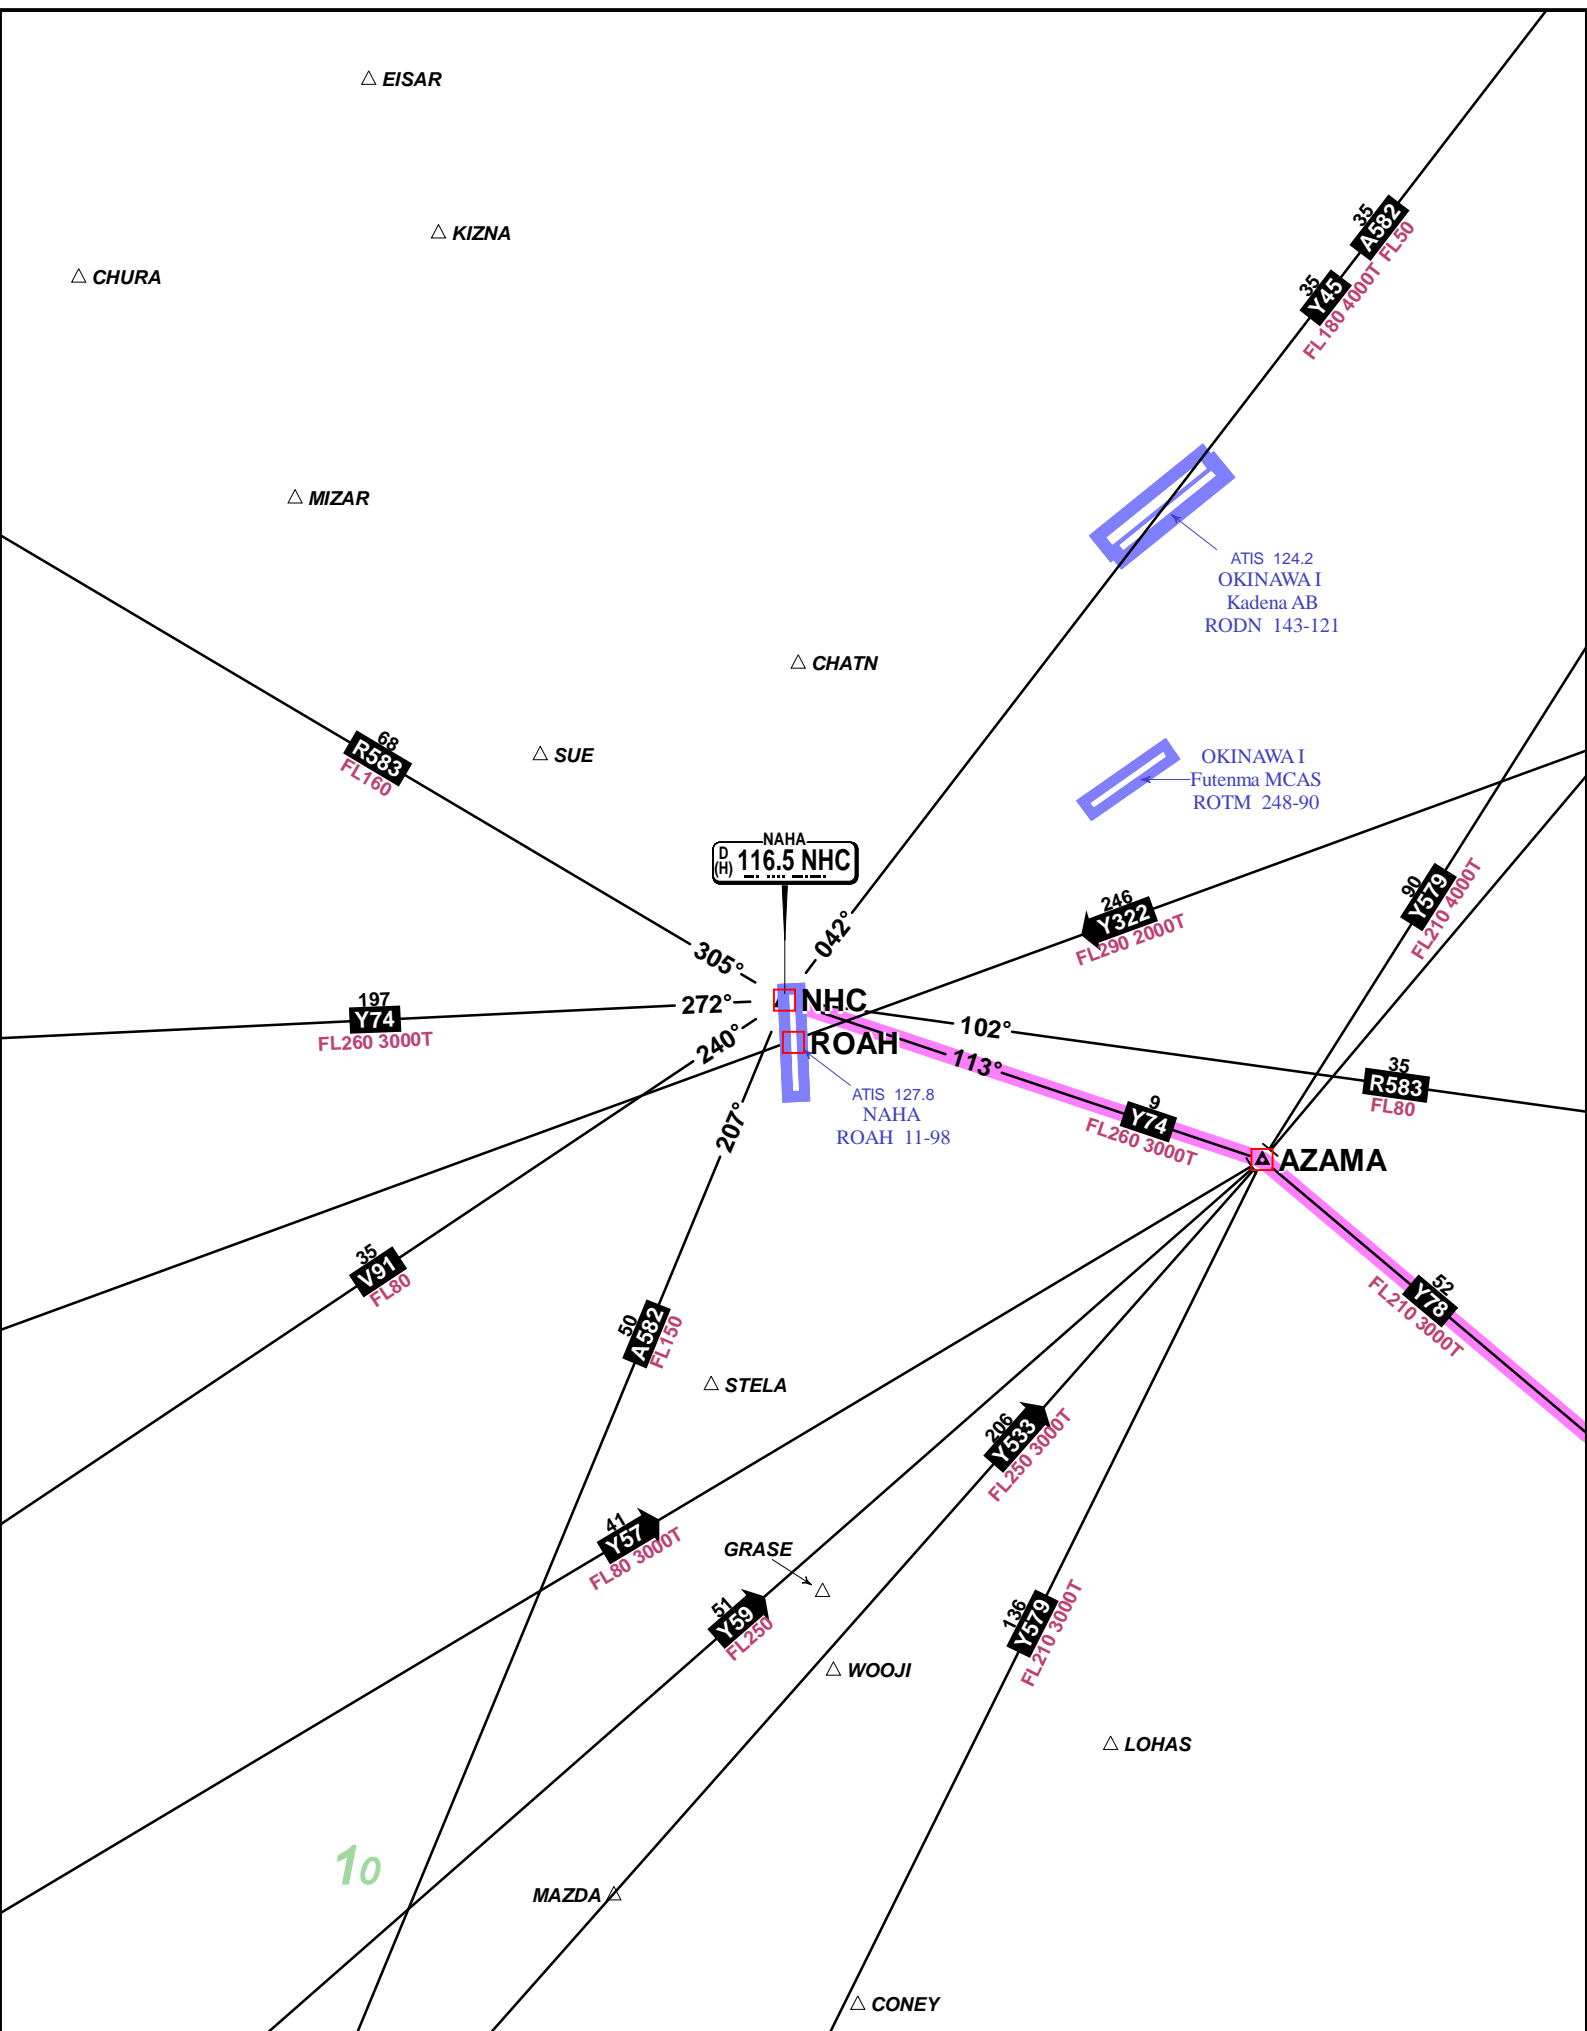 EISAR
KIZNA
CHURA
35
A582
FL50
35
Y45
FL180 4000T
MIZAR
ATIS 124.2
OKINAWA I
Kadena AB
RODN 143-121
CHATN
68
R583
FL160
SUE
OKINAWA I
Futenma MCAS
ROTM 248-90
NAHA
D
(H) 116.5 NHC
90
Y579
FL210 4000T
246
Y322
FL290 2000T
042°
305°
197
Y74
FL260 3000T
272°
NHC
102°
240°
ROAH
113°
35
R583
FL80
ATIS 127.8
NAHA
ROAH 11-98
9
Y74
FL260 3000T
207°
AZAMA
35
V91
FL80
52
Y78
FL210 3000T
50
A582
FL150
STELA
206
Y533
FL250 3000T
41
Y57
FL80 3000T
GRASE
51
Y59
FL250
136
Y579
FL210 3000T
WOOJI
LOHAS
10
MAZDA
CONEY